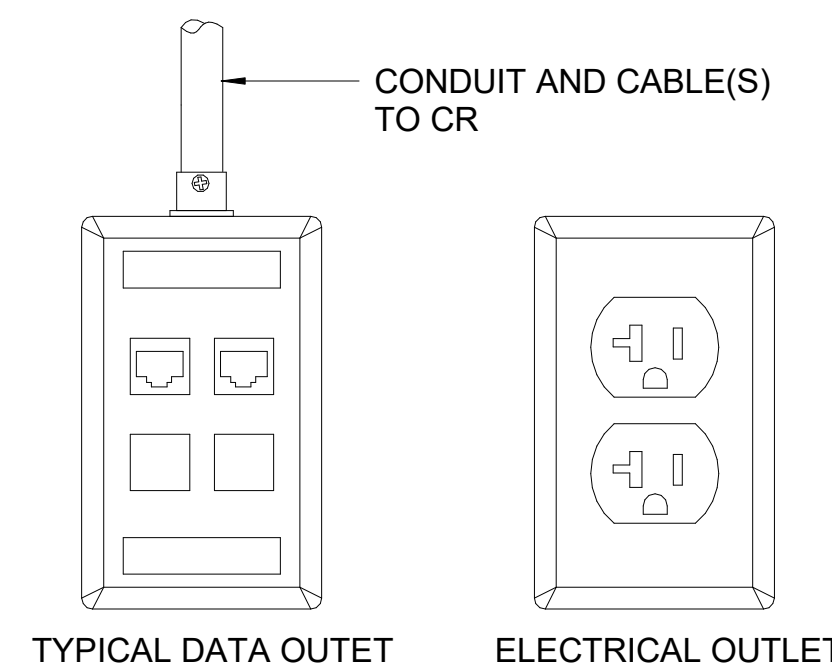 CONDUIT AND CABLE(S)
TO CR
TYPICAL DATA OUTET
ELECTRICAL OUTLET